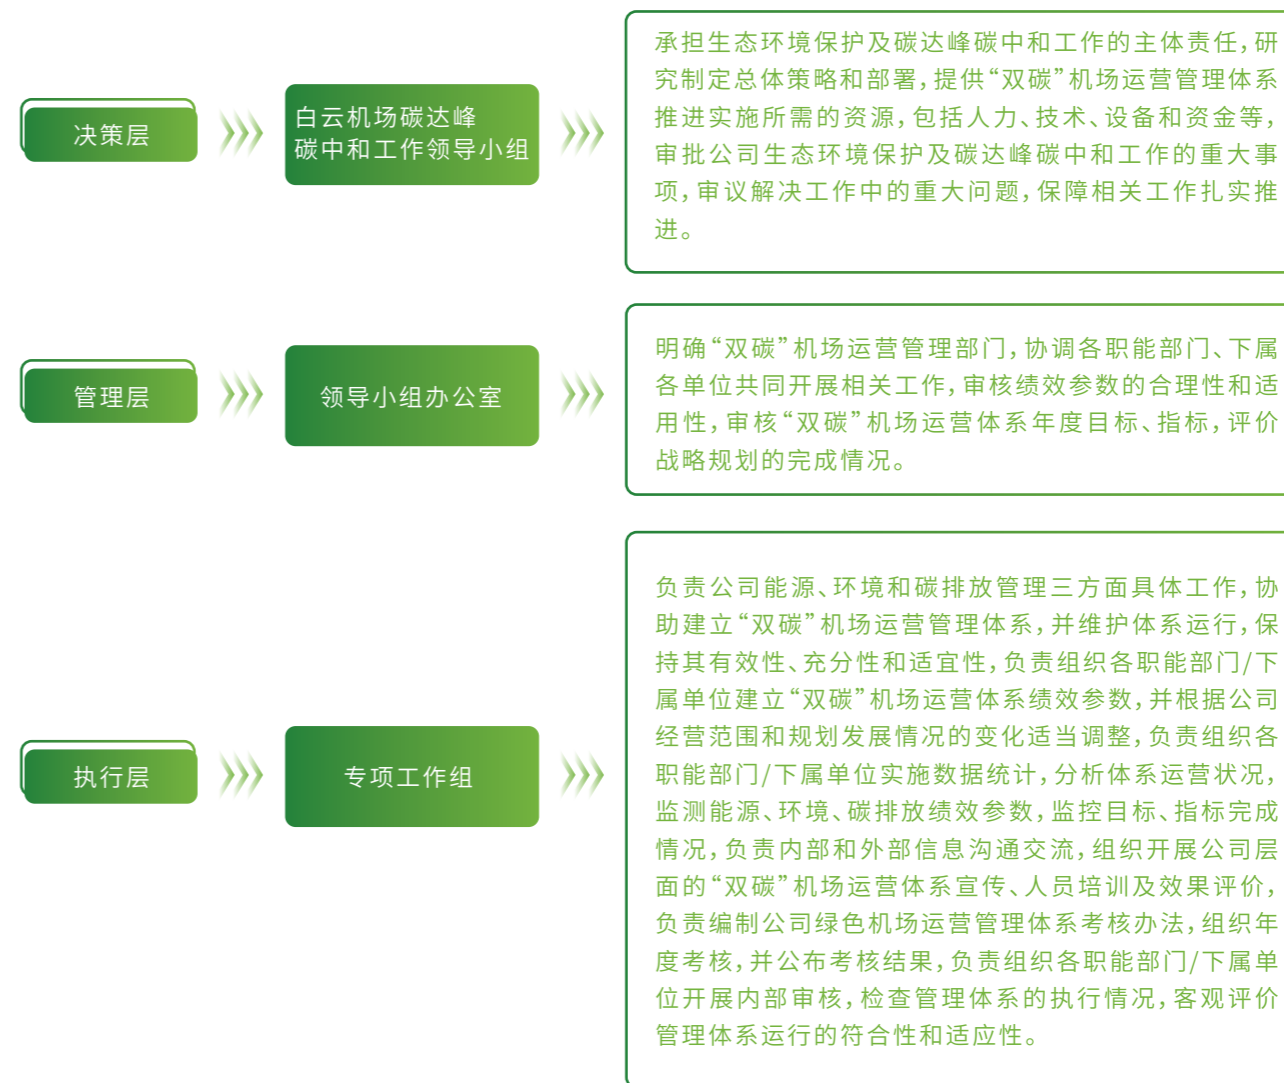 决策层
白云机场碳达峰
碳中和工作领导小组
承担生态环境保护及碳达峰碳中和工作的主体责任，研
究制定总体策略和部署，提供“双碳”机场运营管理体系
推进实施所需的资源，包括人力、技术、设备和资金等，
审批公司生态环境保护及碳达峰碳中和工作的重大事
项，审议解决工作中的重大问题，保障相关工作扎实推
进。
管理层
领导小组办公室
明确“双碳”机场运营管理部门，协调各职能部门、下属
各单位共同开展相关工作，审核绩效参数的合理性和适
用性，审核“双碳”机场运营体系年度目标、指标，评价
战略规划的完成情况。
执行层
专项工作组
负责公司能源、环境和碳排放管理三方面具体工作，协
助建立“双碳”机场运营管理体系，并维护体系运行，保
持其有效性、充分性和适宜性，负责组织各职能部门/下
属单位建立“双碳”机场运营体系绩效参数，并根据公司
经营范围和规划发展情况的变化适当调整，负责组织各
职能部门/下属单位实施数据统计，分析体系运营状况，
监测能源、环境、碳排放绩效参数，监控目标、指标完成
情况，负责内部和外部信息沟通交流，组织开展公司层
面的“双碳”机场运营体系宣传、人员培训及效果评价，
负责编制公司绿色机场运营管理体系考核办法，组织年
度考核，并公布考核结果，负责组织各职能部门/下属单
位开展内部审核，检查管理体系的执行情况，客观评价
管理体系运行的符合性和适应性。